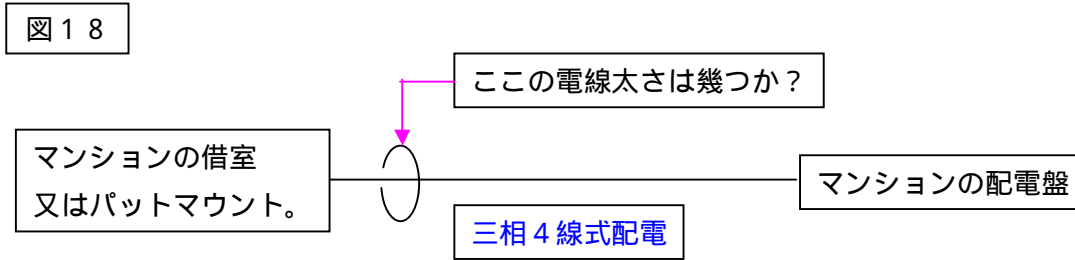 図18
ここの電線太さは幾つか？
マンションの借室
又はパットマウント。
マンションの配電盤
三相4線式配電